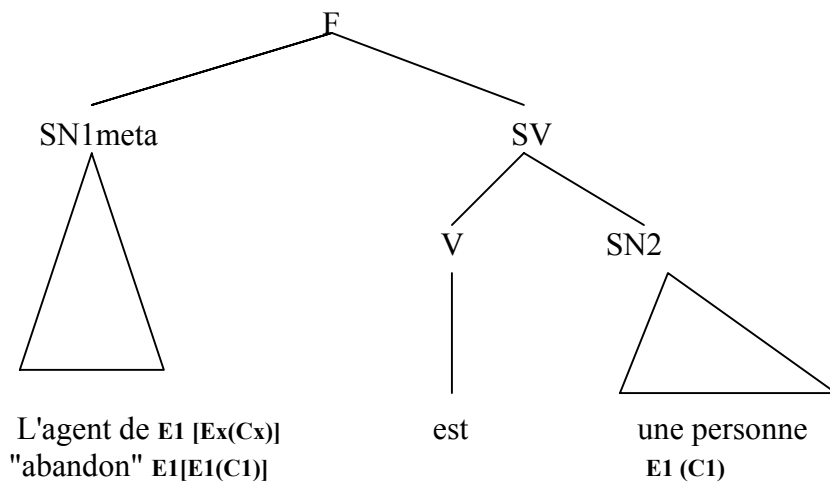 F
SN1meta SV
V SN2
L'agent de E1 [Ex(Cx)] est une personne
"abandon" E1[E1(C1)] E1 (C1)